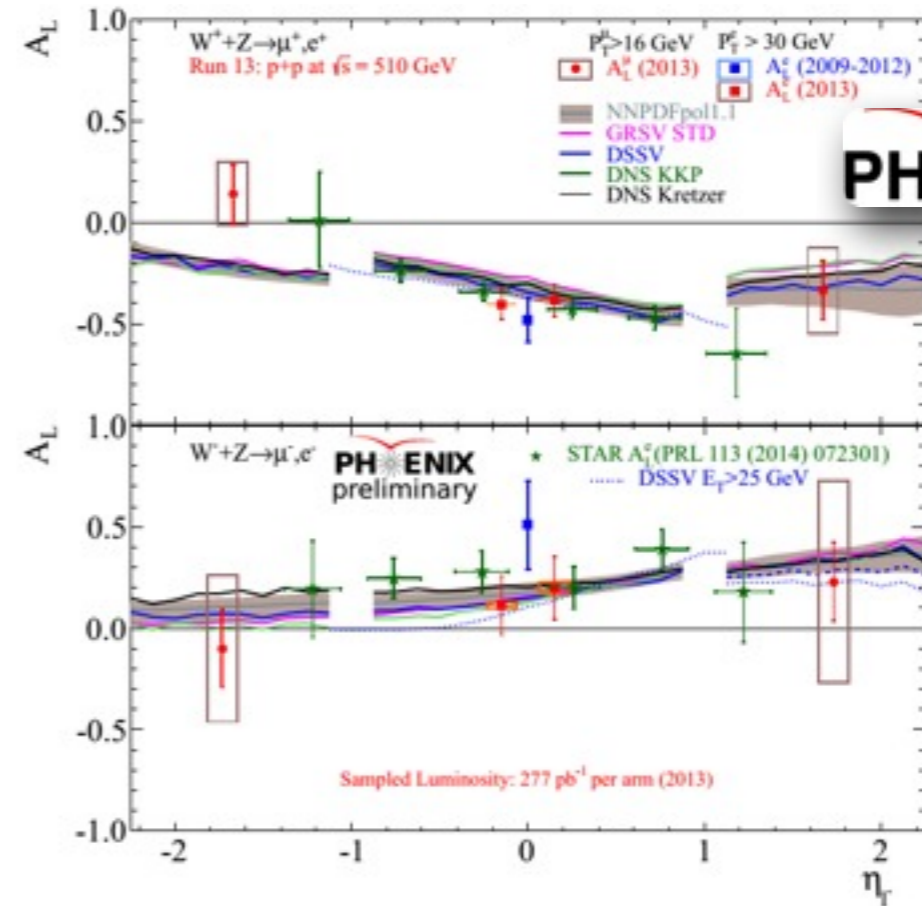 A_L
1.0
0.5
0.0
-0.5
W⁺+Z→μ⁺,e⁺
Run 13: p+p at √s = 510 GeV
P_T^μ>16 GeV P_T^e > 30 GeV
A_L^μ (2013) A_L^e (2009-2012)
A_L^e (2013)
NNPDFpol1.1
GRSV STD
DSSV
DNS KKP
DNS Kretzer
PH
A_L
1.0
0.5
0.0
-0.5
-1.0
W⁻+Z→μ⁻,e⁻
PHENIX
preliminary
STAR A_L^e (PRL 113 (2014) 072301)
DSSV E_T>25 GeV
Sampled Luminosity: 277 pb⁻¹ per arm (2013)
-2 -1 0 1 2